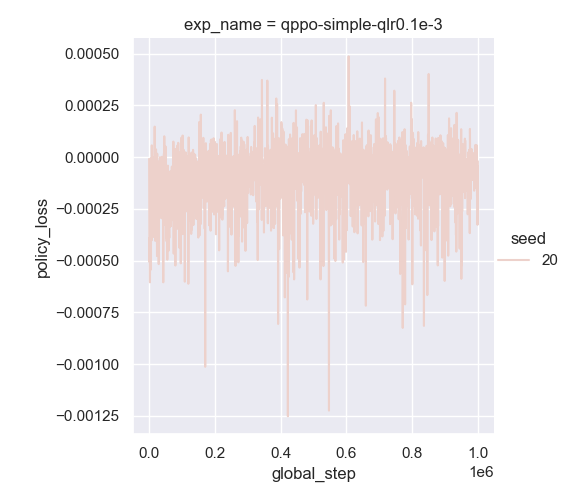 exp_name = qppo-simple-qlr0.1e-3
0.00050
0.00025
0.00000
−0.00025
−0.00050
−0.00075
−0.00100
−0.00125
policy_loss
seed
20
0.0 0.2 0.4 0.6 0.8 1.0
1e6
global_step